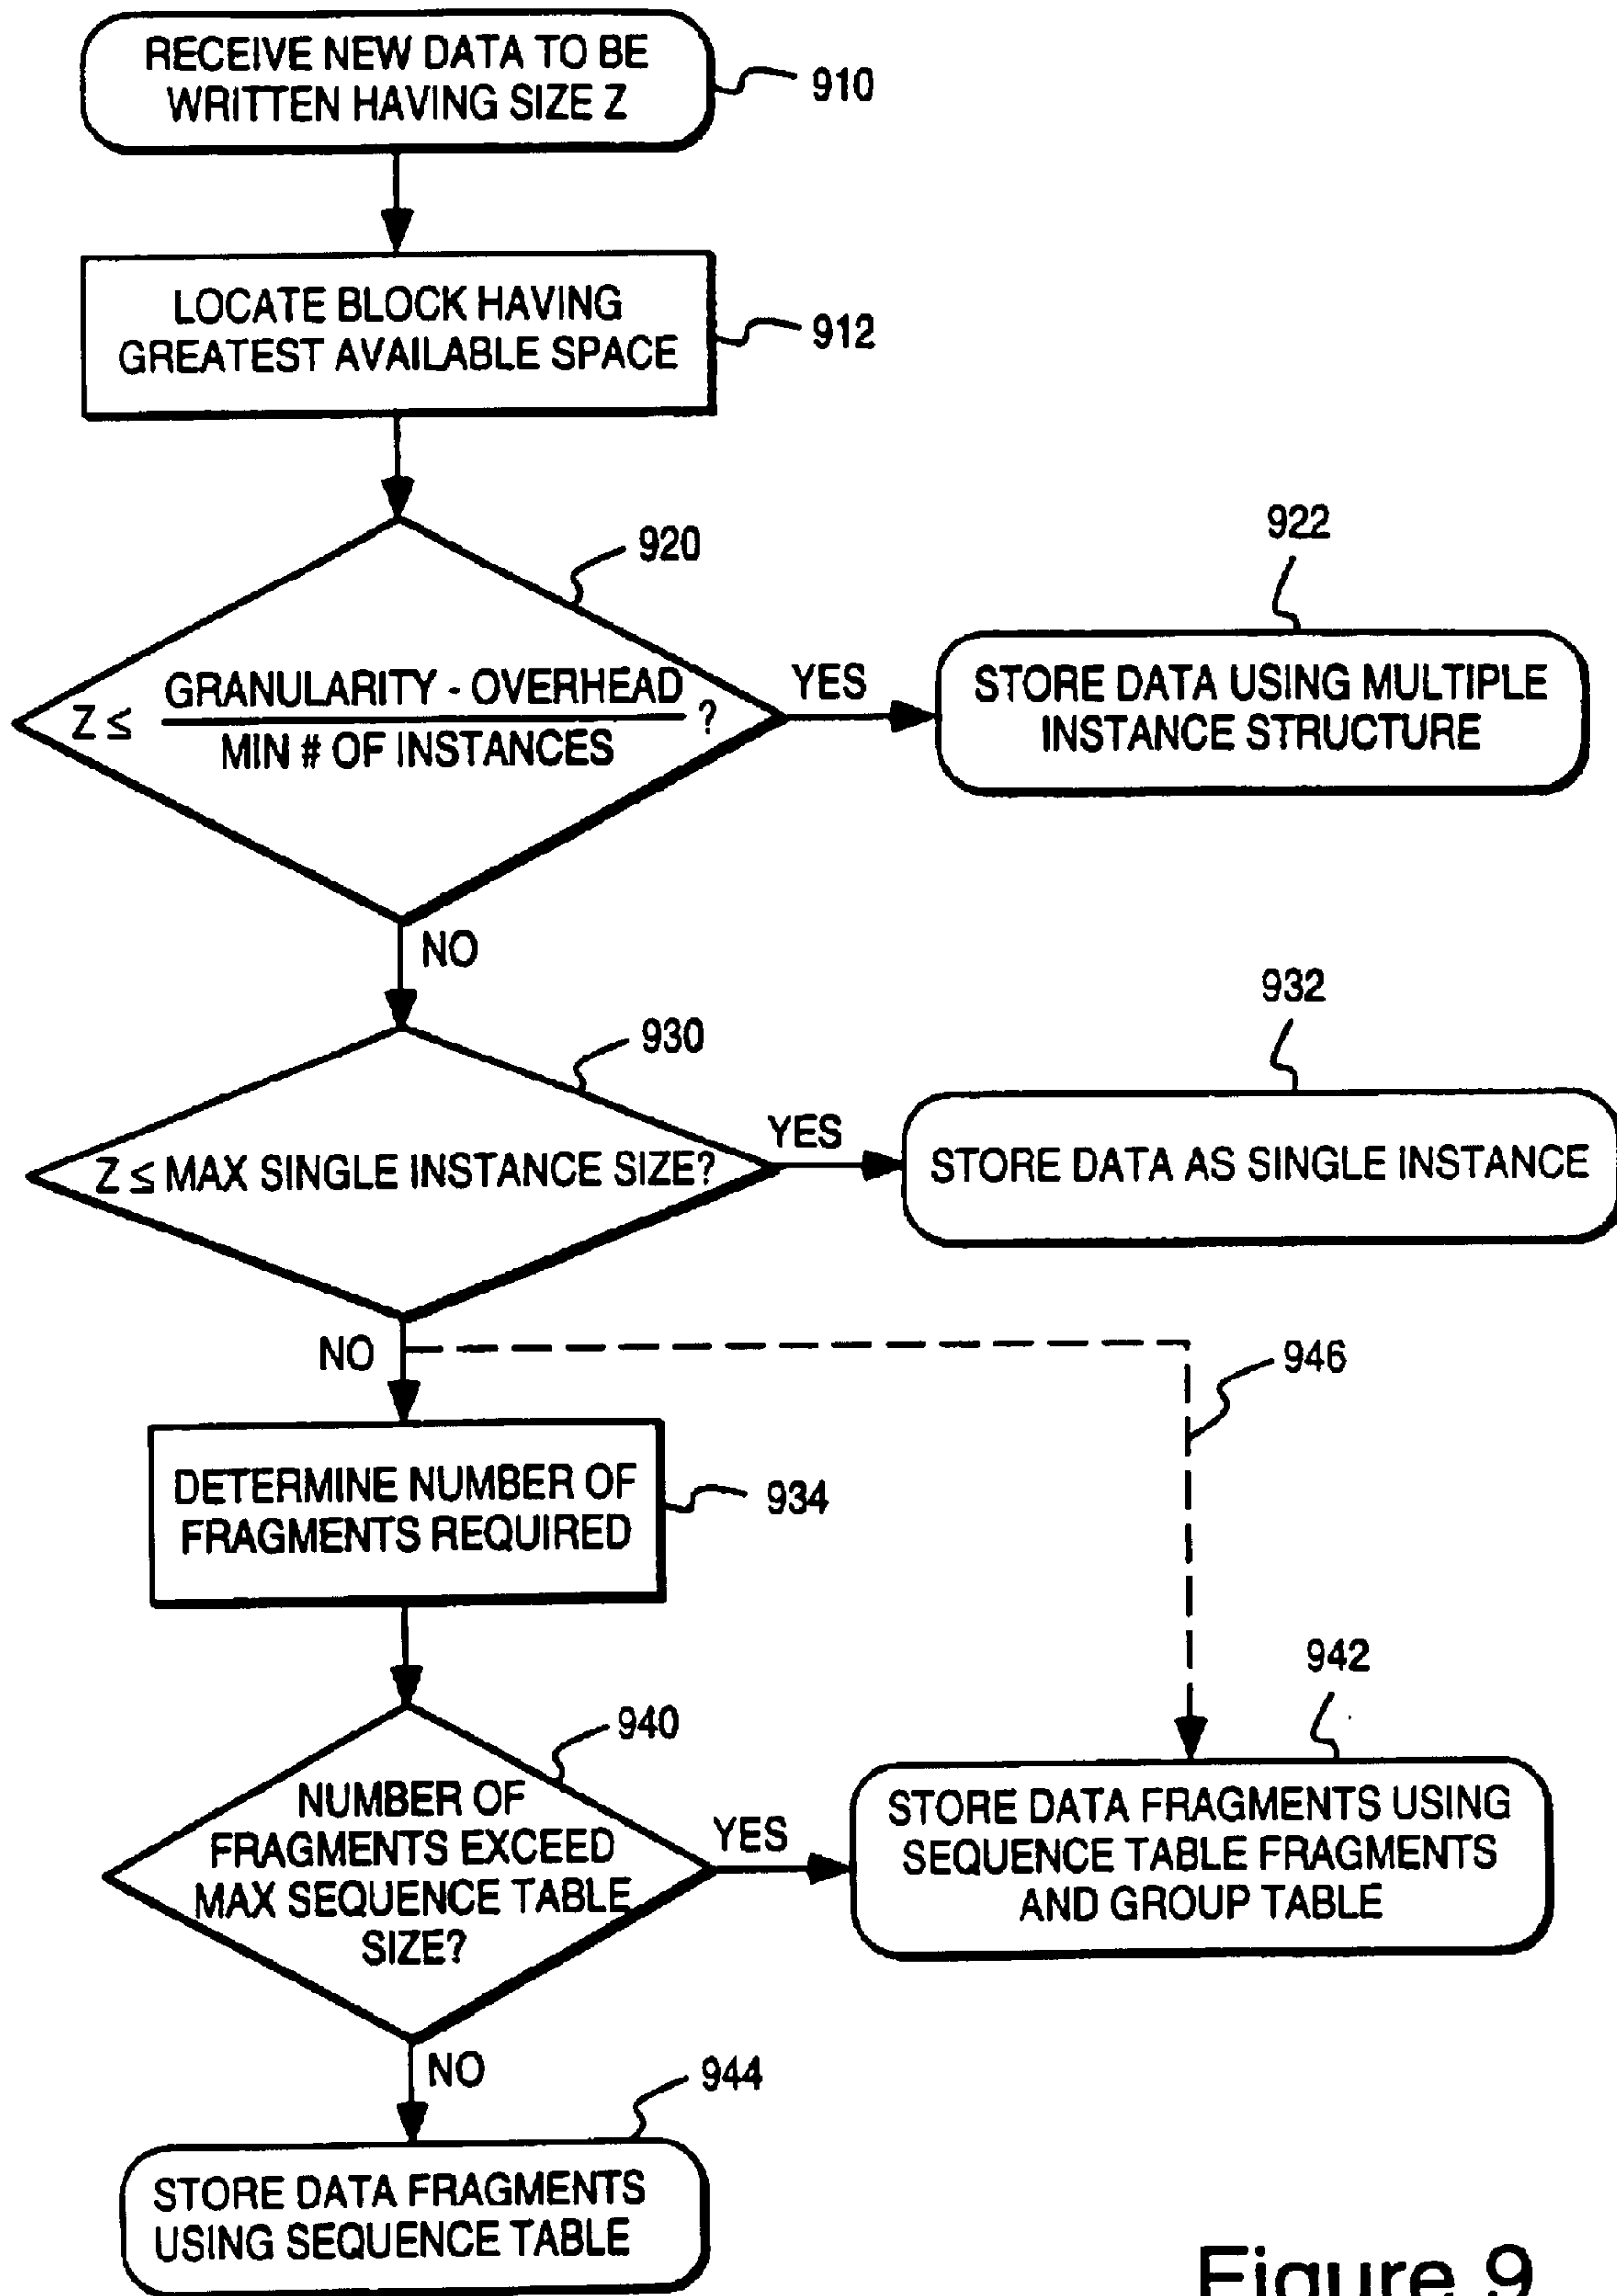 RECEIVE NEW DATA TO BE
WRITTEN HAVING SIZE Z
910
LOCATE BLOCK HAVING
GREATEST AVAILABLE SPACE
912
920
Z ≤ GRANULARITY - OVERHEAD ?
MIN # OF INSTANCES
YES
922
STORE DATA USING MULTIPLE
INSTANCE STRUCTURE
NO
930
Z ≤ MAX SINGLE INSTANCE SIZE?
YES
932
STORE DATA AS SINGLE INSTANCE
NO
946
DETERMINE NUMBER OF
FRAGMENTS REQUIRED
934
940
NUMBER OF
FRAGMENTS EXCEED
MAX SEQUENCE TABLE
SIZE?
YES
942
STORE DATA FRAGMENTS USING
SEQUENCE TABLE FRAGMENTS
AND GROUP TABLE
NO
944
STORE DATA FRAGMENTS
USING SEQUENCE TABLE
Figure 9